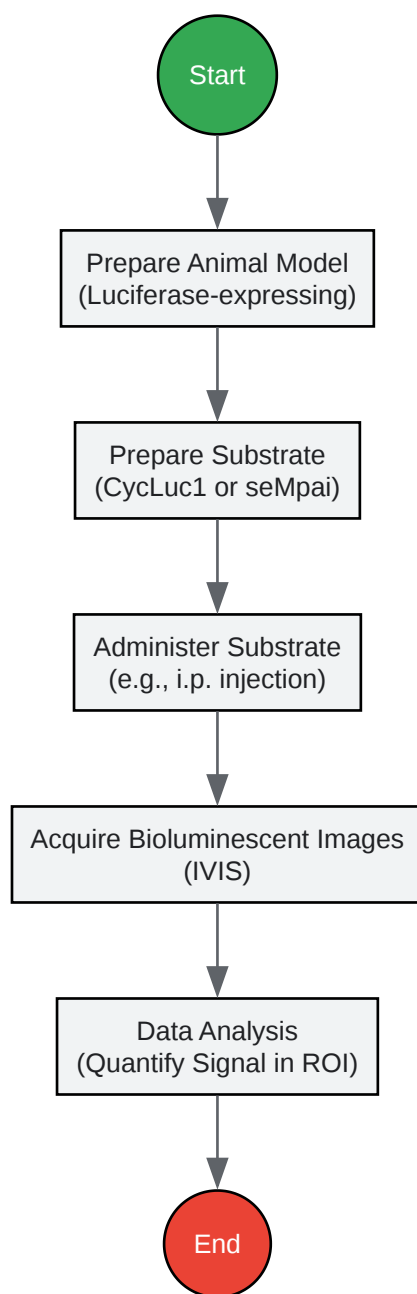 Start
Prepare Animal Model
(Luciferase-expressing)
Prepare Substrate
(CycLuc1 or seMpai)
Administer Substrate
(e.g., i.p. injection)
Acquire Bioluminescent Images
(IVIS)
Data Analysis
(Quantify Signal in ROI)
End